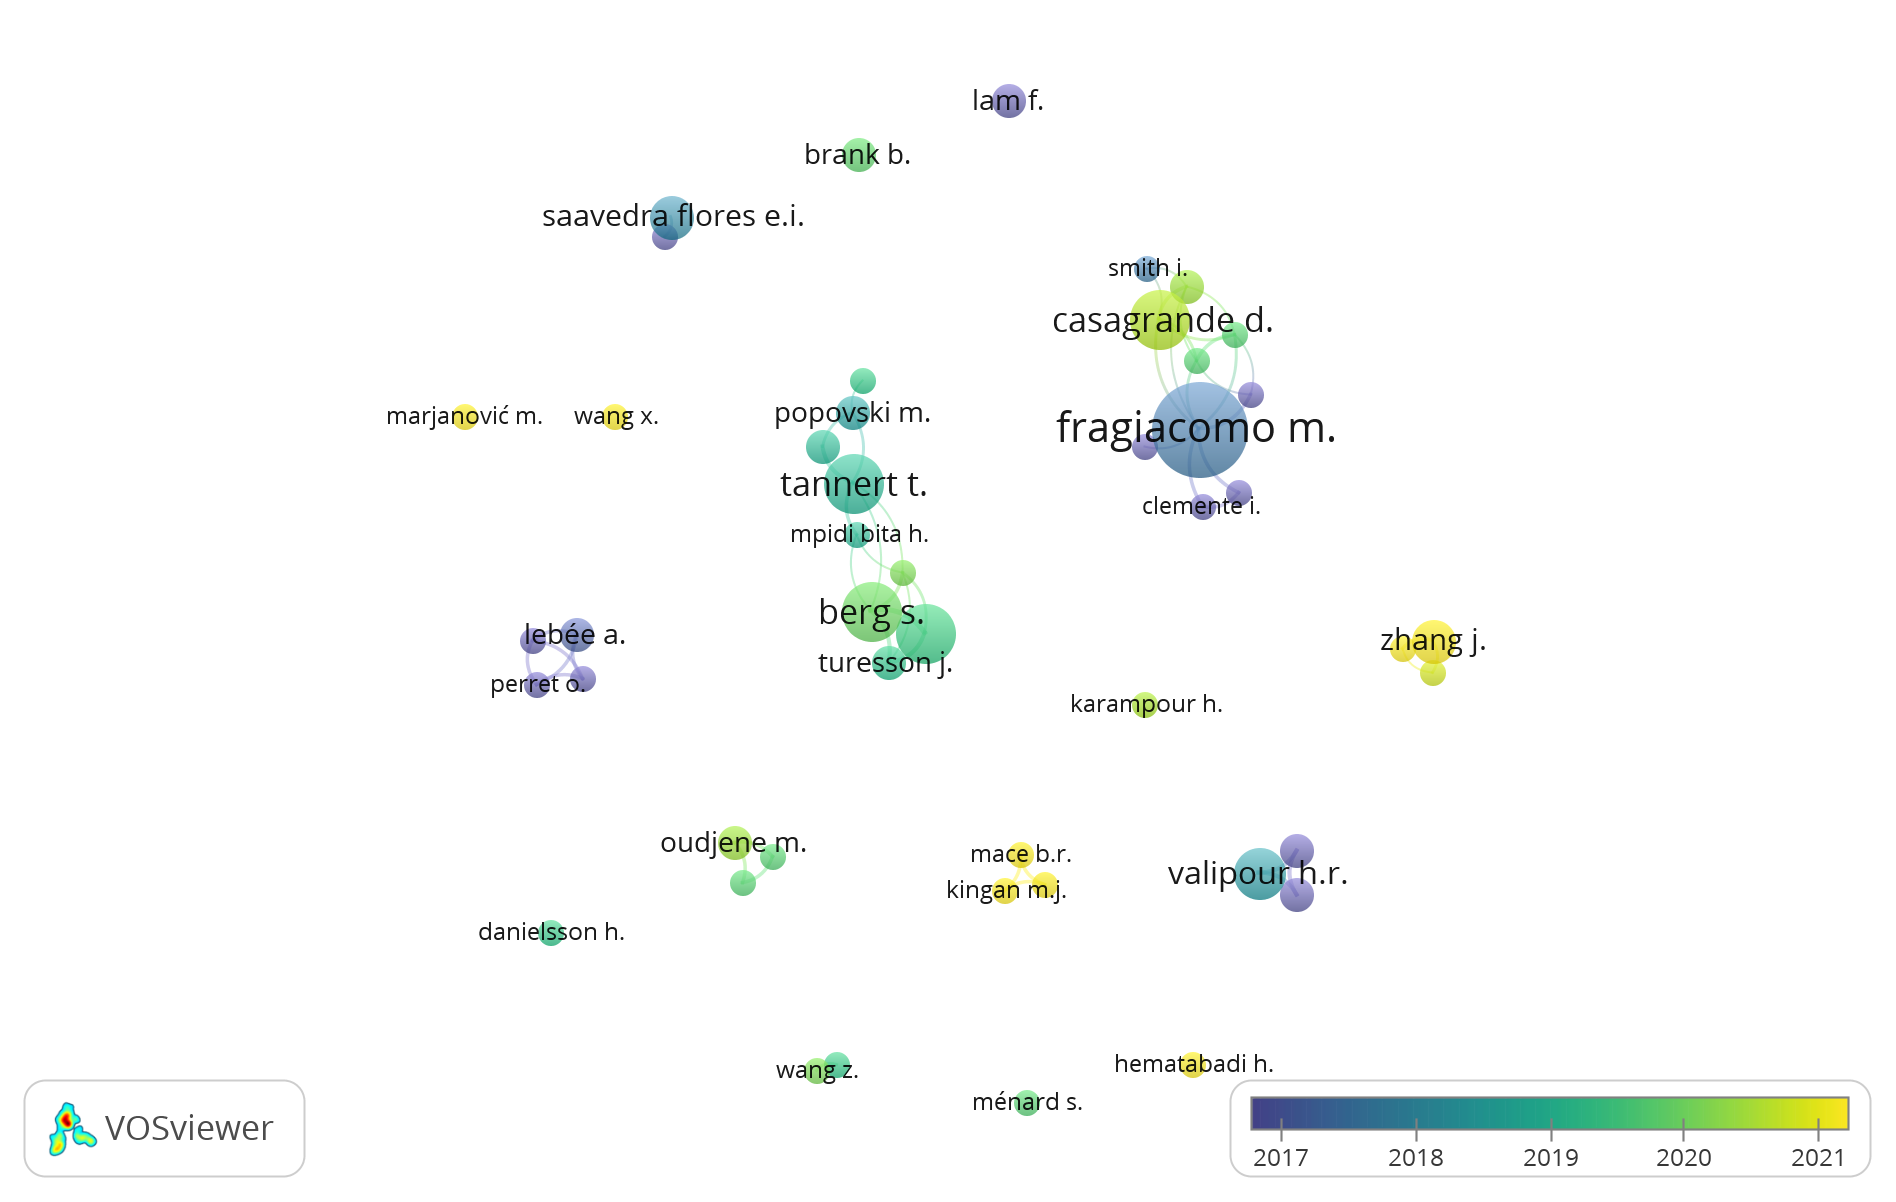 lam f.
brank b.
saavedra flores e.i.
smith i.
casagrande d.
marjanović m.
wang x.
popovski m.
fragiacomo m.
tannert t.
clemente i.
mpidi bita h.
berg s.
lebée a.
turesson j.
zhang j.
perret o.
karampour h.
oudjene m.
mace b.r.
kingan m.j.
valipour h.r.
danielsson h.
wang z.
hematabadi h.
ménard s.
VOSviewer
2017 2018 2019 2020 2021